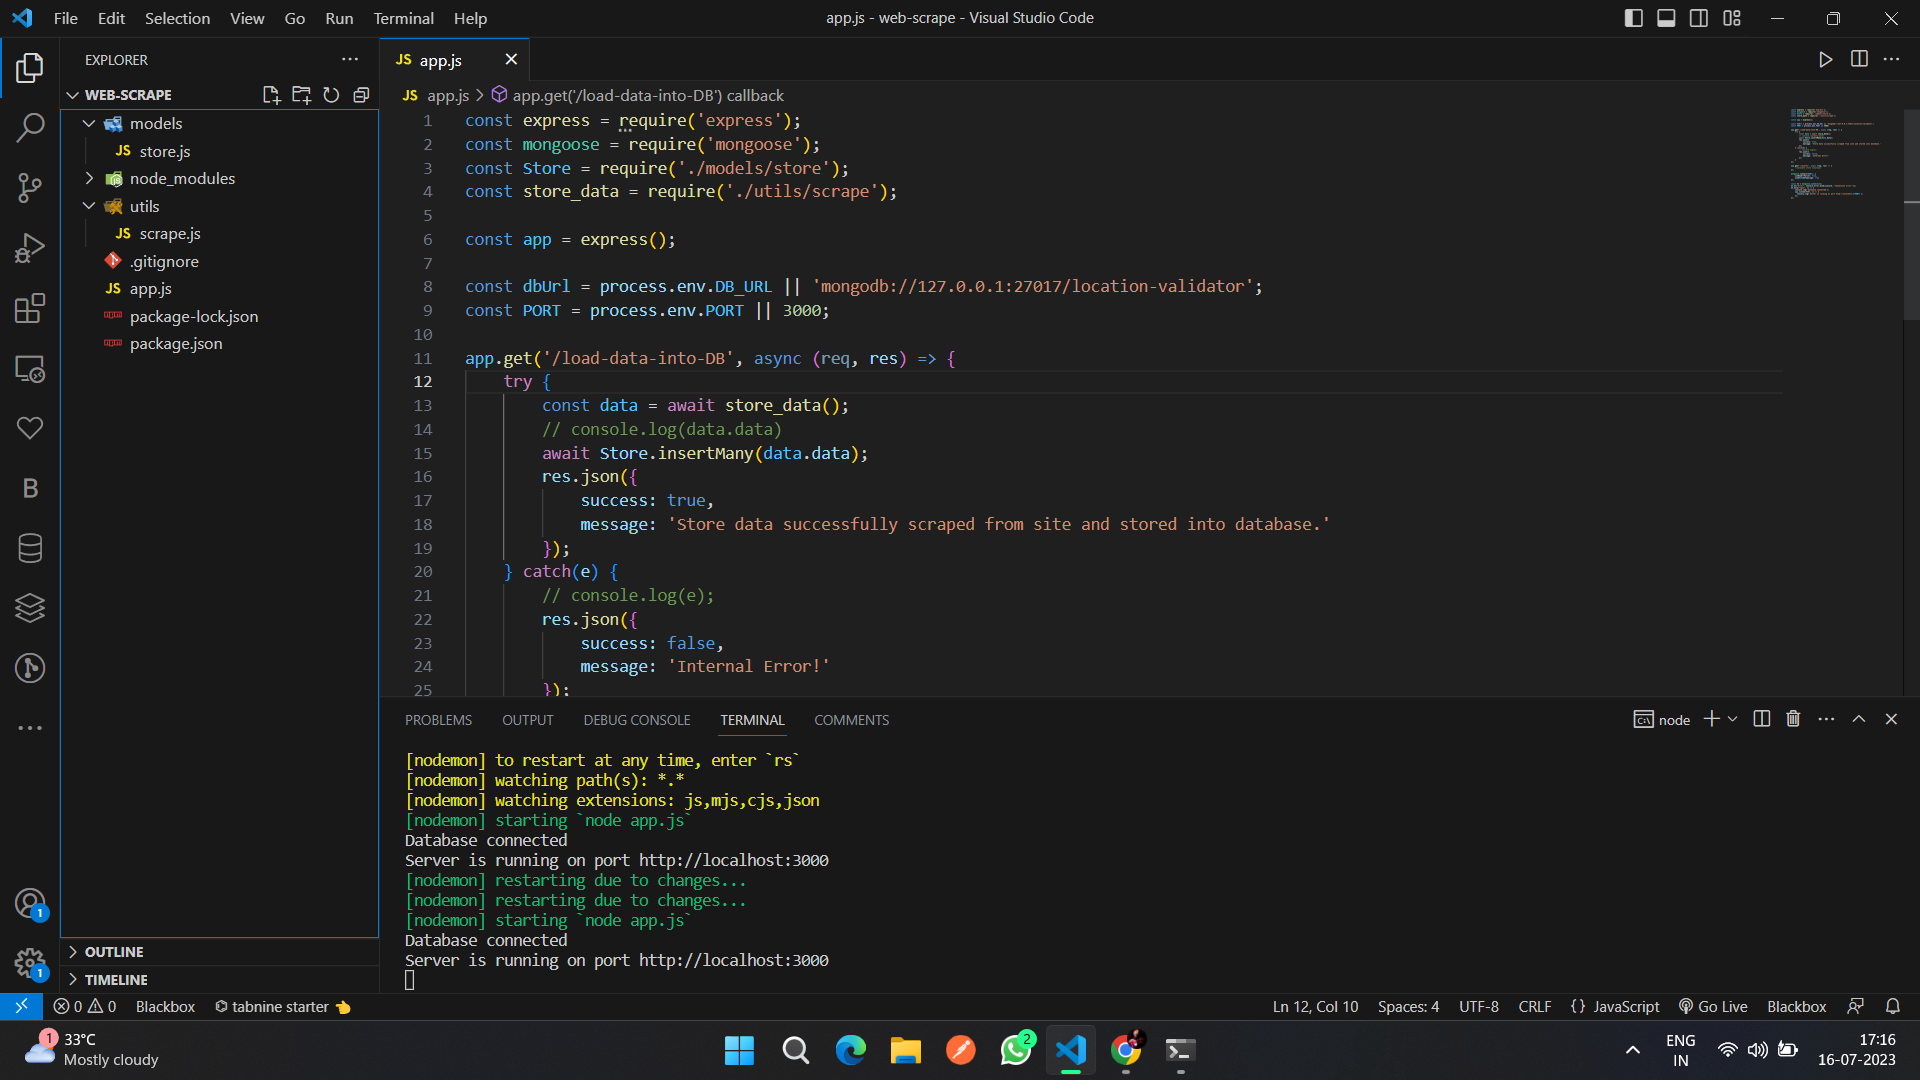 File Edit Selection View Go Run Terminal Help
app.js - web-scrape - Visual Studio Code
EXPLORER
WEB-SCRAPE
models
JS store.js
node_modules
utils
JS scrape.js
.gitignore
JS app.js
package-lock.json
package.json
OUTLINE
TIMELINE
JS app.js
JS app.js > app.get('/load-data-into-DB') callback
1 const express = require('express');
2 const mongoose = require('mongoose');
3 const Store = require('./models/store');
4 const store_data = require('./utils/scrape');
5
6 const app = express();
7
8 const dbUrl = process.env.DB_URL || 'mongodb://127.0.0.1:27017/location-validator';
9 const PORT = process.env.PORT || 3000;
10
11 app.get('/load-data-into-DB', async (req, res) => {
12 try {
13 const data = await store_data();
14 // console.log(data.data)
15 await Store.insertMany(data.data);
16 res.json({
17 success: true,
18 message: 'Store data successfully scraped from site and stored into database.'
19 });
20 } catch(e) {
21 // console.log(e);
22 res.json({
23 success: false,
24 message: 'Internal Error!'
25 });
PROBLEMS OUTPUT DEBUG CONSOLE TERMINAL COMMENTS
node
[nodemon] to restart at any time, enter `rs`
[nodemon] watching path(s): *.*
[nodemon] watching extensions: js,mjs,cjs,json
[nodemon] starting `node app.js`
Database connected
Server is running on port http://localhost:3000
[nodemon] restarting due to changes...
[nodemon] restarting due to changes...
[nodemon] starting `node app.js`
Database connected
Server is running on port http://localhost:3000
B
1
1
0 0 Blackbox tabnine starter
Ln 12, Col 10 Spaces: 4 UTF-8 CRLF {} JavaScript Go Live Blackbox
1
33°C
Mostly cloudy
2
ENG
IN
17:16
16-07-2023